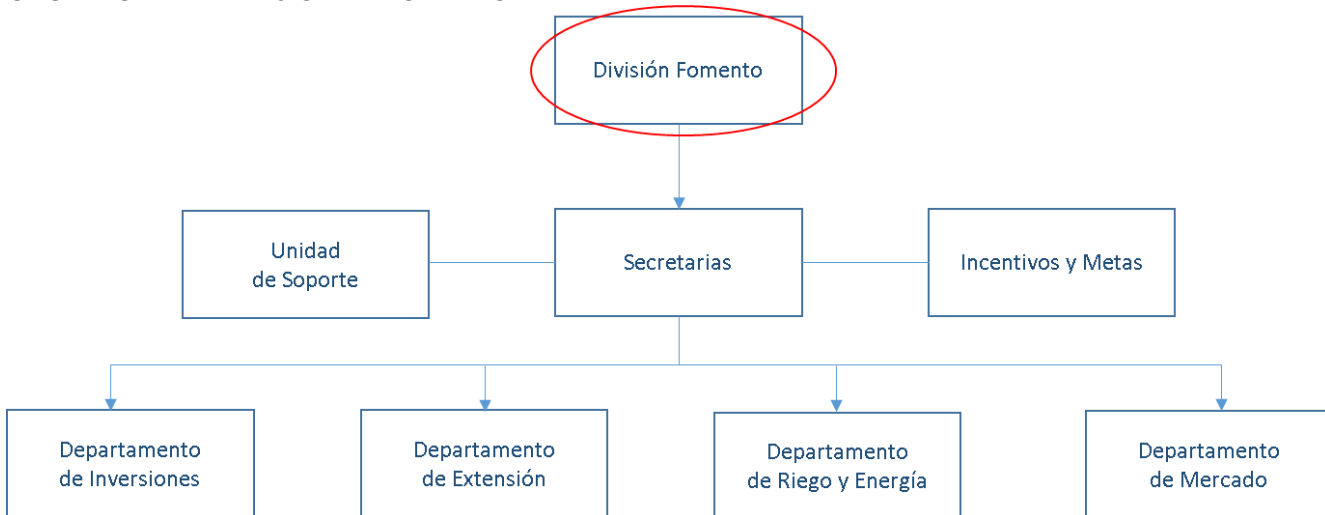 División Fomento
Unidad
de Soporte
Secretarias
Incentivos y Metas
Departamento
de Inversiones
Departamento
de Extensión
Departamento
de Riego y Energía
Departamento
de Mercado